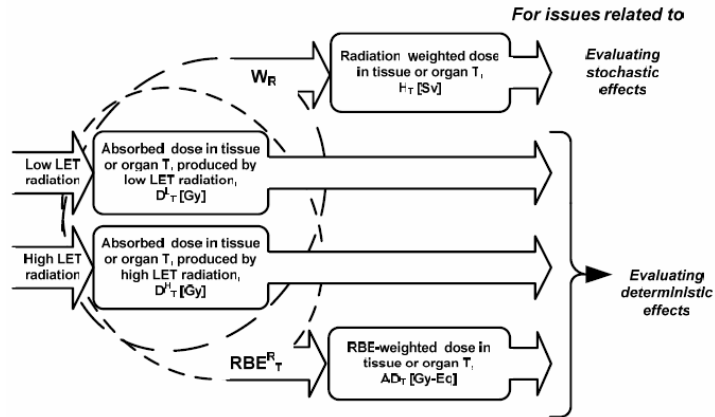 For issues related to
W_R
Radiation weighted dose
in tissue or organ T,
H_T [Sv]
Evaluating
stochastic
effects
Low LET
radiation
Absorbed dose in tissue
or organ T, produced by
low LET radiation,
D^L_T [Gy]
High LET
radiation
Absorbed dose in tissue
or organ T, produced by
high LET radiation,
D^H_T [Gy]
Evaluating
deterministic
effects
RBE^R_T
RBE-weighted dose in
tissue or organ T,
AD_T [Gy-Eq]